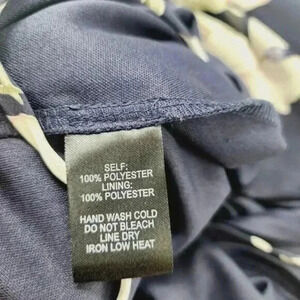 SELF:
100% POLYESTER
LINING:
100% POLYESTER
HAND WASH COLD
DO NOT BLEACH
LINE DRY
IRON LOW HEAT